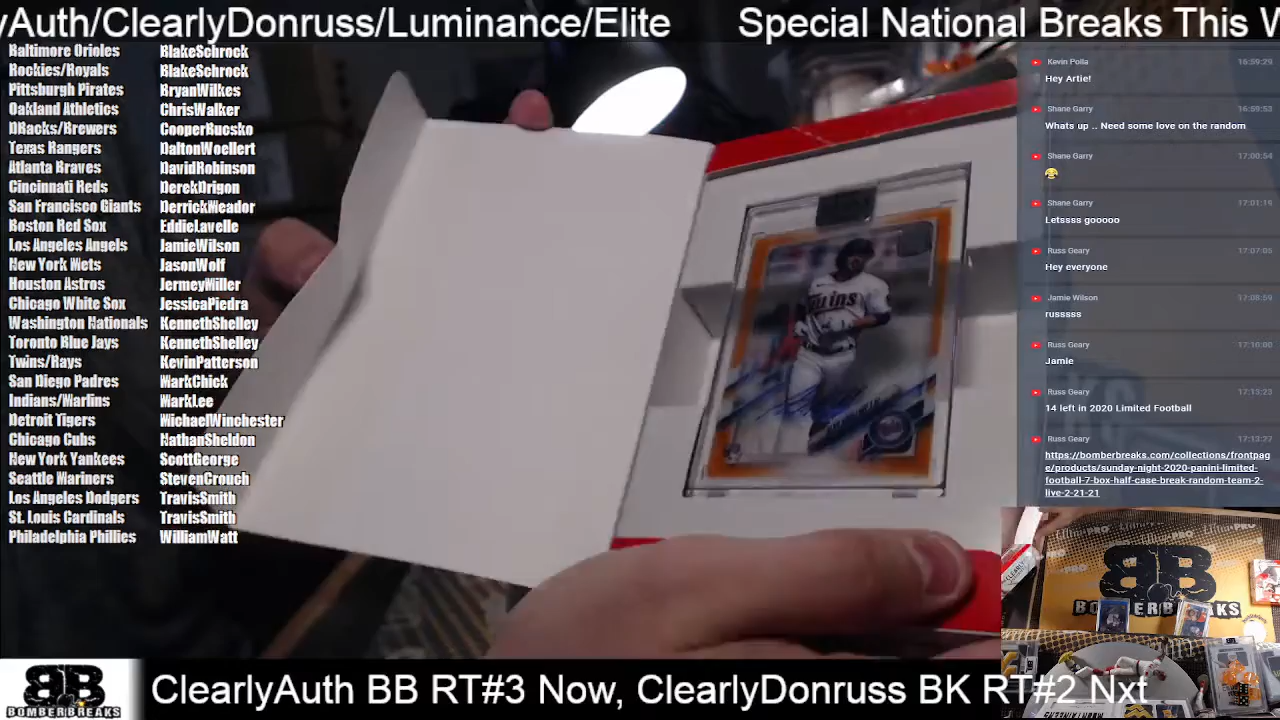 yAuth/ClearlyDonruss/Luminance/Elite Special National Breaks This W
Baltimore Orioles BlakeSchrock
Rockies/Royals BlakeSchrock
Pittsburgh Pirates BryanWilkes
Oakland Athletics ChrisWalker
DBacks/Brewers CooperBucsko
Texas Rangers DaltonWoellert
Atlanta Braves DavidRobinson
Cincinnati Reds DerekDrigon
San Francisco Giants DerrickMeador
Boston Red Sox EddieLavelle
Los Angeles Angels JamieWilson
New York Mets JasonWolf
Houston Astros JermeyMiller
Chicago White Sox JessicaPiedra
Washington Nationals KennethShelley
Toronto Blue Jays KennethShelley
Twins/Rays KevinPatterson
San Diego Padres MarkChick
Indians/Marlins MarkLee
Detroit Tigers MichaelWinchester
Chicago Cubs NathanSheldon
New York Yankees ScottGeorge
Seattle Mariners StevenCrouch
Los Angeles Dodgers TravisSmith
St. Louis Cardinals TravisSmith
Philadelphia Phillies WilliamWatt
Twins
Kevin Polla 16:59:29
Hey Artie!
Shane Garry 16:59:53
Whats up .. Need some love on the random
Shane Garry 17:00:54
😂
Shane Garry 17:01:16
Letssss gooooo
Russ Geary 17:07:05
Hey everyone
Jamie Wilson 17:08:59
russsss
Russ Geary 17:10:00
Jamie
Russ Geary 17:13:23
14 left in 2020 Limited Football
Russ Geary 17:13:27
https://bomberbreaks.com/collections/frontpag
e/products/sunday-night-2020-panini-limited-
football-7-box-half-case-break-random-team-2-
live-2-21-21
BB
BOMBERBREAKS
BB
BOMBERBREAKS
ClearlyAuth BB RT#3 Now, ClearlyDonruss BK RT#2 Nxt